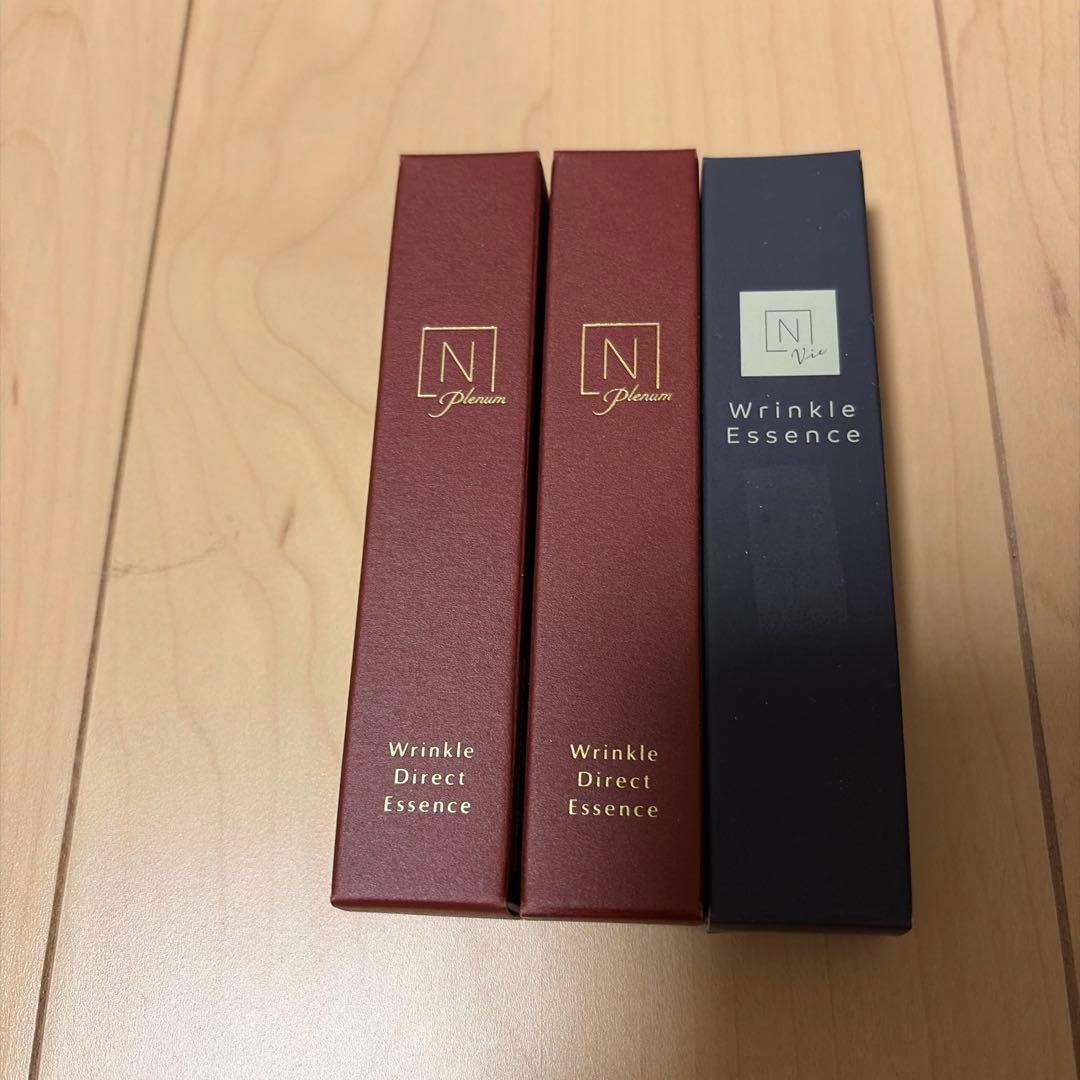 N
Plenum
Wrinkle
Direct
Essence
N
Plenum
Wrinkle
Direct
Essence
N
Vie
Wrinkle
Essence